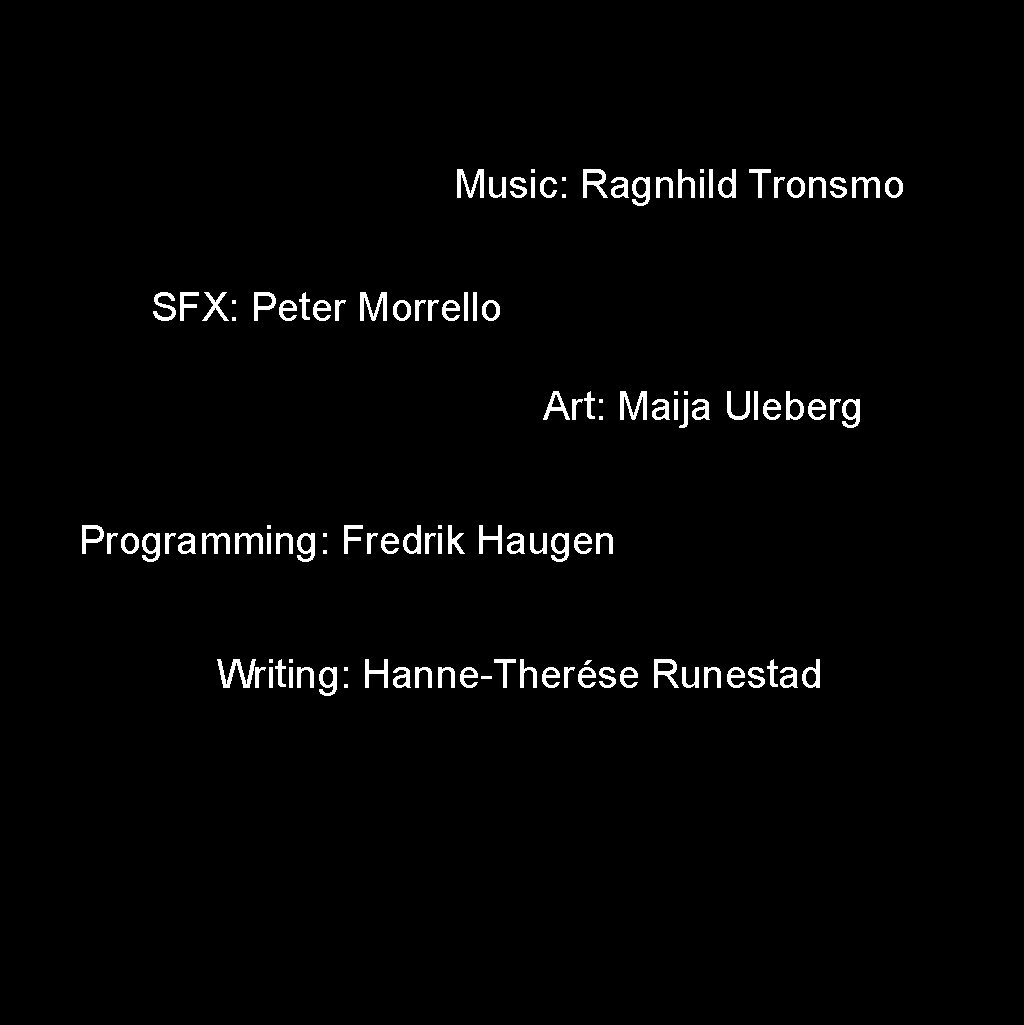 Music: Ragnhild Tronsmo
SFX: Peter Morrello
Art: Maija Uleberg
Programming: Fredrik Haugen
Writing: Hanne-Therése Runestad